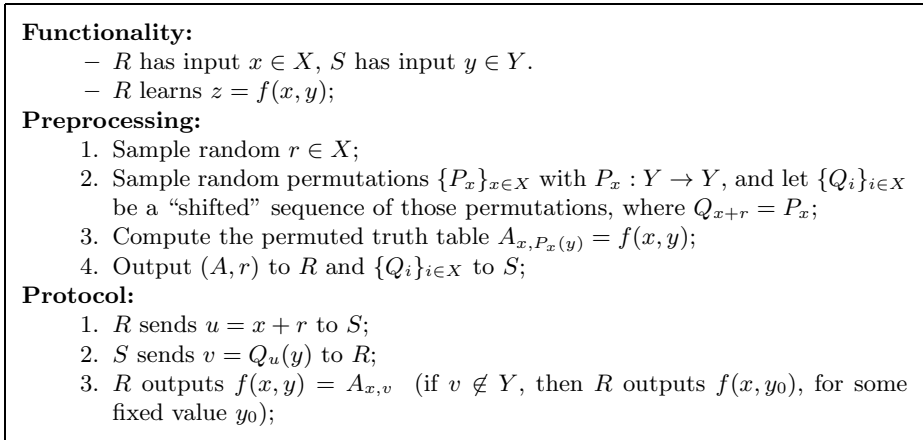 Functionality:
– R has input x ∈ X, S has input y ∈ Y.
– R learns z = f(x, y);
Preprocessing:
1. Sample random r ∈ X;
2. Sample random permutations {P_x}_{x∈X} with P_x : Y → Y, and let {Q_i}_{i∈X}
be a “shifted” sequence of those permutations, where Q_{x+r} = P_x;
3. Compute the permuted truth table A_{x,P_x(y)} = f(x, y);
4. Output (A, r) to R and {Q_i}_{i∈X} to S;
Protocol:
1. R sends u = x + r to S;
2. S sends v = Q_u(y) to R;
3. R outputs f(x, y) = A_{x,v} (if v ∉ Y, then R outputs f(x, y_0), for some
fixed value y_0);